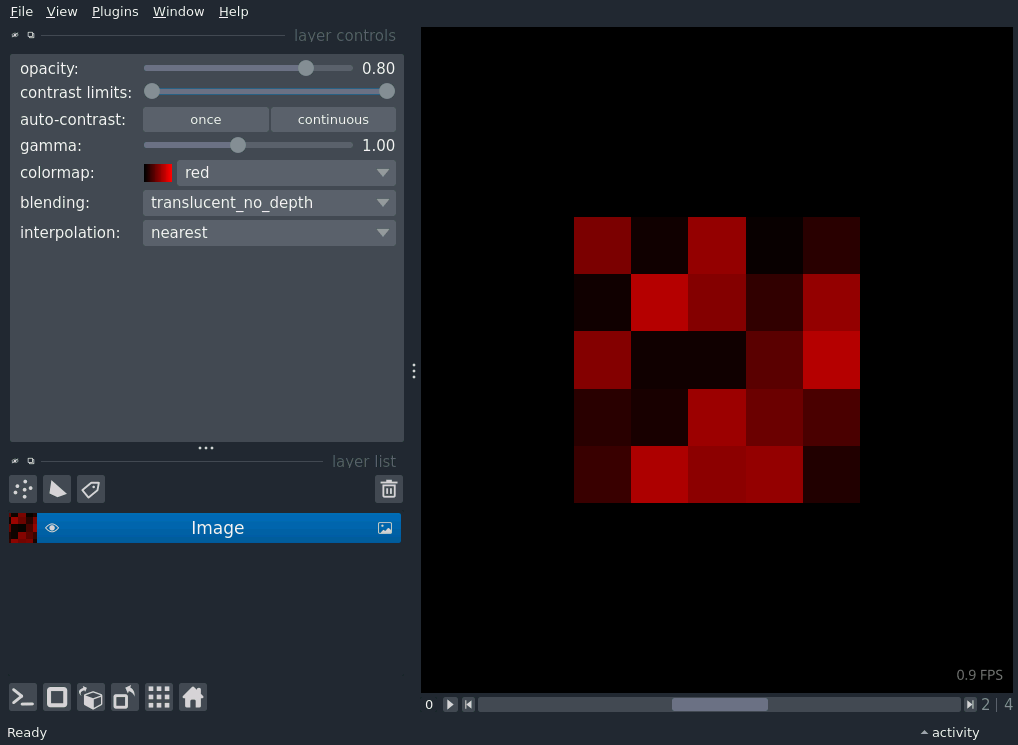 File View Plugins Window Help
layer controls
opacity: 0.80
contrast limits:
auto-contrast: once continuous
gamma: 1.00
colormap: red
blending: translucent_no_depth
interpolation: nearest
layer list
Image
0.9 FPS
0 2 | 4
Ready activity